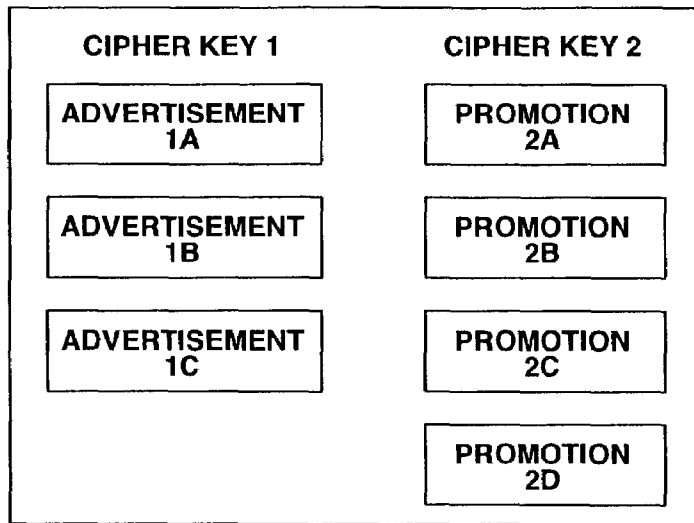 CIPHER KEY 1
ADVERTISEMENT
1A
ADVERTISEMENT
1B
ADVERTISEMENT
1C
CIPHER KEY 2
PROMOTION
2A
PROMOTION
2B
PROMOTION
2C
PROMOTION
2D